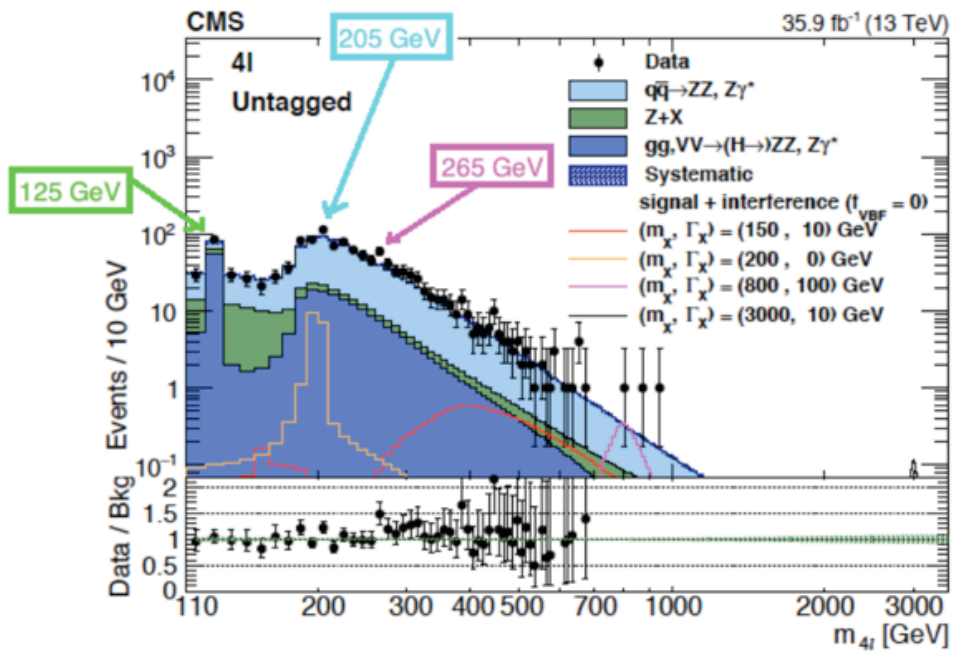 CMS
35.9 fb⁻¹ (13 TeV)
205 GeV
4l
Untagged
125 GeV
265 GeV
Data
qq̅→ZZ, Zγ*
Z+X
gg,VV→(H→)ZZ, Zγ*
Systematic
signal + interference (f_VBF = 0)
(m_X, Γ_X) = (150 , 10) GeV
(m_X, Γ_X) = (200 , 0) GeV
(m_X, Γ_X) = (800 , 100) GeV
(m_X, Γ_X) = (3000, 10) GeV
Events / 10 GeV
10⁴
10³
10²
10
1
10⁻¹
Data / Bkg
2
1.5
1
0.5
0
110
200
300
400
500
700
1000
2000
3000
m_4l [GeV]